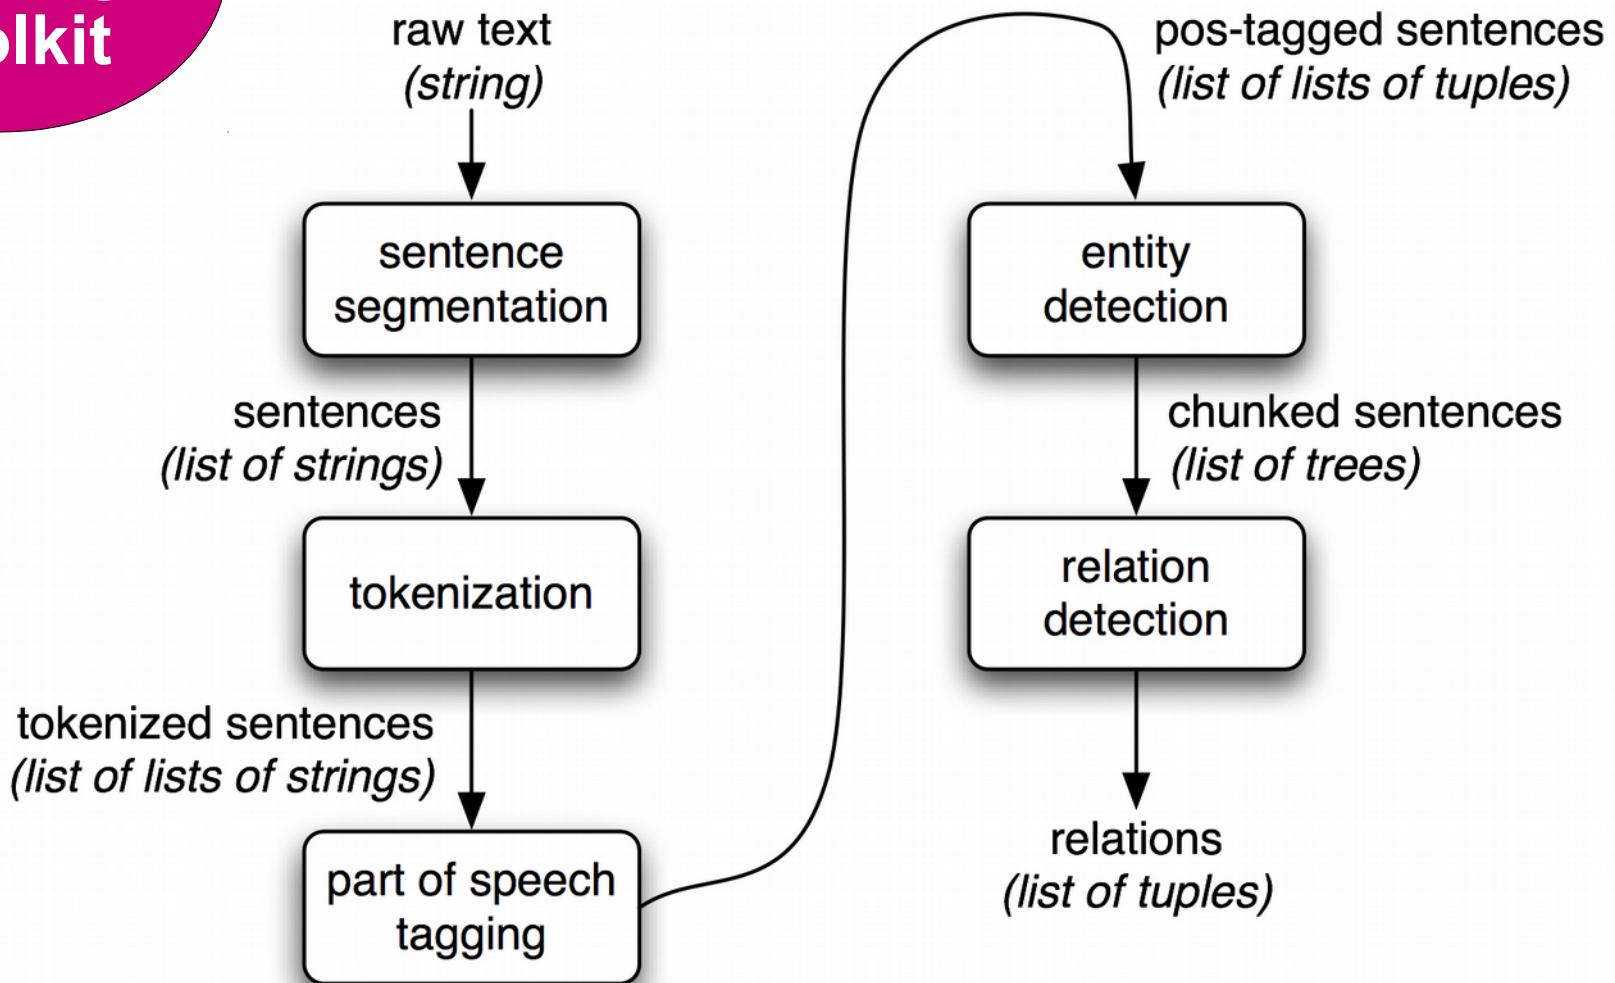 olkit
raw text
(string)
sentence
segmentation
sentences
(list of strings)
tokenization
tokenized sentences
(list of lists of strings)
part of speech
tagging
pos-tagged sentences
(list of lists of tuples)
entity
detection
chunked sentences
(list of trees)
relation
detection
relations
(list of tuples)